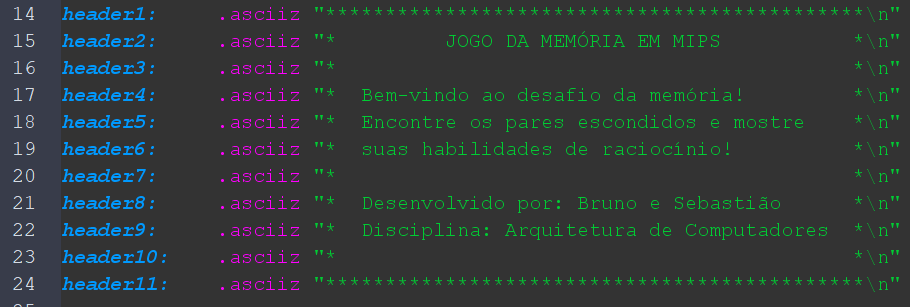 14 header1:     .asciiz "*********************************************\n"
15 header2:     .asciiz "*         JOGO DA MEMÓRIA EM MIPS           *\n"
16 header3:     .asciiz "*                                           *\n"
17 header4:     .asciiz "*  Bem-vindo ao desafio da memória!         *\n"
18 header5:     .asciiz "*  Encontre os pares escondidos e mostre    *\n"
19 header6:     .asciiz "*  suas habilidades de raciocínio!          *\n"
20 header7:     .asciiz "*                                           *\n"
21 header8:     .asciiz "*  Desenvolvido por: Bruno e Sebastião      *\n"
22 header9:     .asciiz "*  Disciplina: Arquitetura de Computadores  *\n"
23 header10:    .asciiz "*                                           *\n"
24 header11:    .asciiz "*********************************************\n"